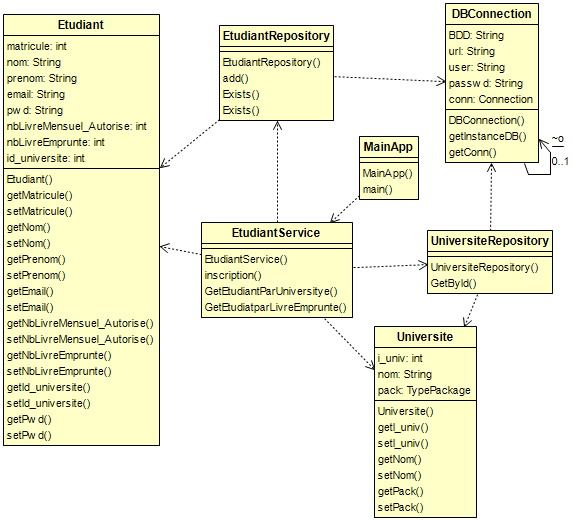 Etudiant
matricule: int
nom: String
prenom: String
email: String
pwd: String
nbLivreMensuel_Autorise: int
nbLivreEmprunte: int
id_universite: int
Etudiant()
getMatricule()
setMatricule()
getNom()
setNom()
getPrenom()
setPrenom()
getEmail()
setEmail()
getNbLivreMensuel_Autorise()
setNbLivreMensuel_Autorise()
getNbLivreEmprunte()
setNbLivreEmprunte()
getId_universite()
setId_universite()
getPwd()
setPwd()
EtudiantRepository
EtudiantRepository()
add()
Exists()
Exists()
DBConnection
BDD: String
url: String
user: String
passwd: String
conn: Connection
DBConnection()
getInstanceDB()
getConn()
~o
0..1
MainApp
MainApp()
main()
EtudiantService
EtudiantService()
inscription()
GetEtudiantParUniversitye()
GetEtudiatparLivreEmprunte()
UniversiteRepository
UniversiteRepository()
GetById()
Universite
i_univ: int
nom: String
pack: TypePackage
Universite()
getI_univ()
setI_univ()
getNom()
setNom()
getPack()
setPack()